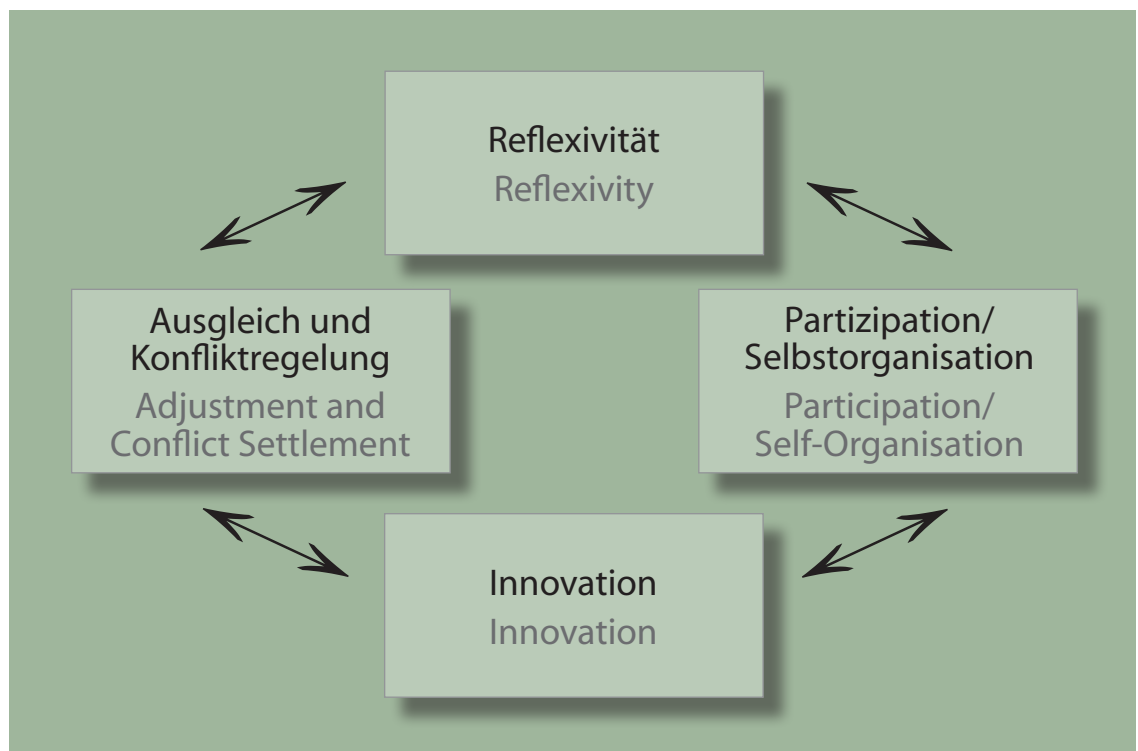 Reflexivität
Reflexivity
Ausgleich und
Konfliktregelung
Adjustment and
Conflict Settlement
Partizipation/
Selbstorganisation
Participation/
Self-Organisation
Innovation
Innovation